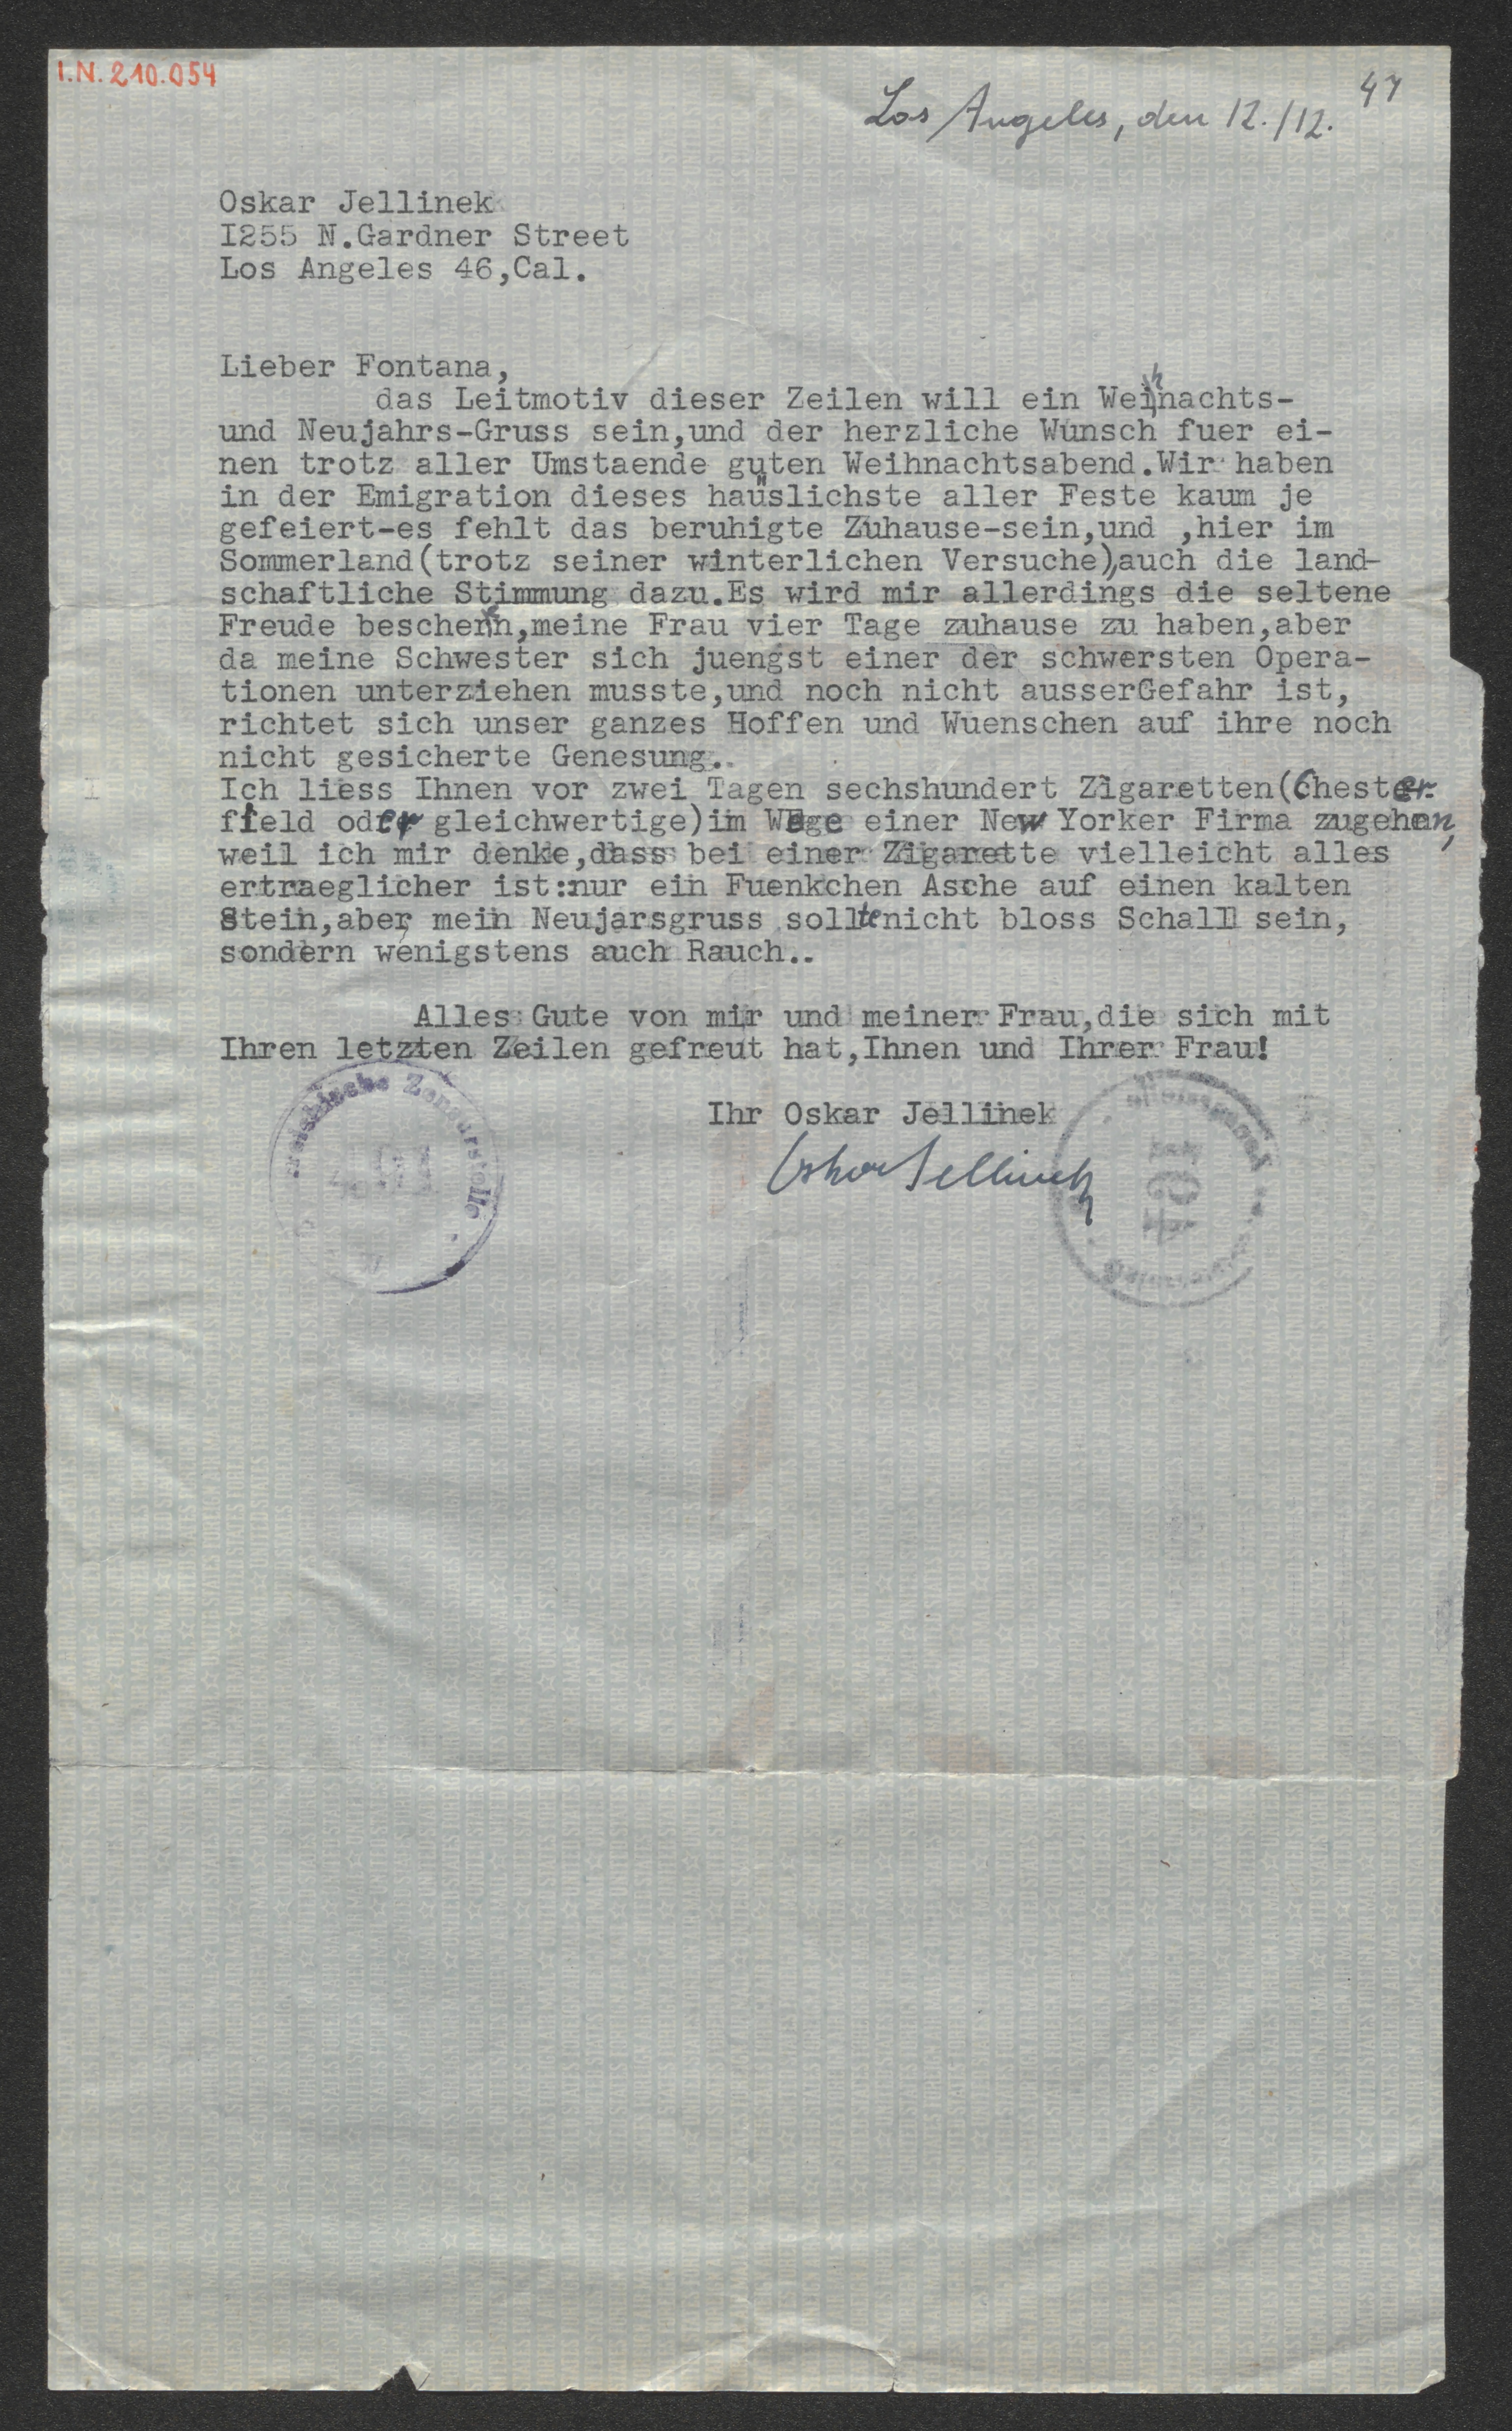 I.N. 210.054
Los Angeles, den 12./12. 47
Oskar Jellinek
I255 N.Gardner Street
Los Angeles 46,Cal.
Lieber Fontana,
das Leitmotiv dieser Zeilen will ein Weihnachts-
und Neujahrs-Gruss sein,und der herzliche Wunsch fuer ei-
nen trotz aller Umstaende guten Weihnachtsabend.Wir haben
in der Emigration dieses häuslichste aller Feste kaum je
gefeiert-es fehlt das beruhigte Zuhause-sein,und ,hier im
Sommerland(trotz seiner winterlichen Versuche),auch die land-
schaftliche Stimmung dazu.Es wird mir allerdings die seltene
Freude bescheren,meine Frau vier Tage zuhause zu haben,aber
da meine Schwester sich juengst einer der schwersten Opera-
tionen unterziehen musste,und noch nicht ausserGefahr ist,
richtet sich unser ganzes Hoffen und Wuenschen auf ihre noch
nicht gesicherte Genesung..
Ich liess Ihnen vor zwei Tagen sechshundert Zigaretten(Chester-
field oder gleichwertige)im Wege einer New Yorker Firma zugehen,
weil ich mir denke,dass bei einer Zigarette vielleicht alles
ertraeglicher ist:nur ein Fuenkchen Asche auf einen kalten
Stein,aber mein Neujarsgruss sollte nicht bloss Schall sein,
sondern wenigstens auch Rauch..
Alles Gute von mir und meiner Frau,die sich mit
Ihren letzten Zeilen gefreut hat,Ihnen und Ihrer Frau!
Ihr Oskar Jellinek
Oskar Jellinek
Zensurstelle
401